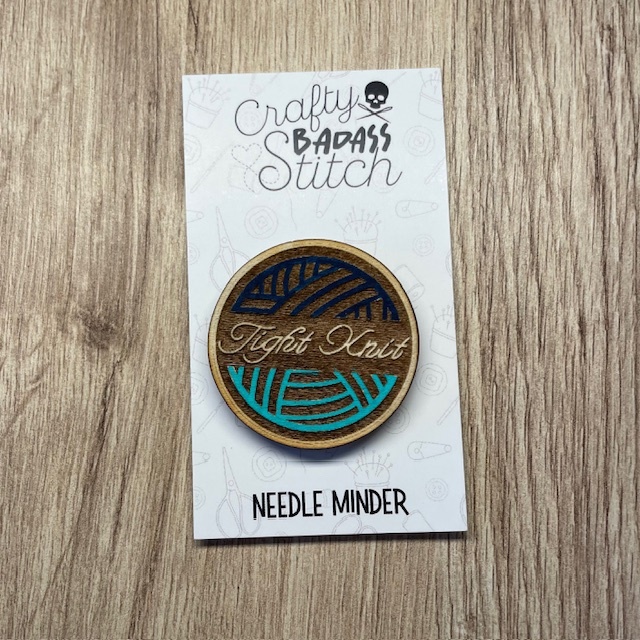 Crafty
BADASS
Stitch
Tight Knit
NEEDLE MINDER